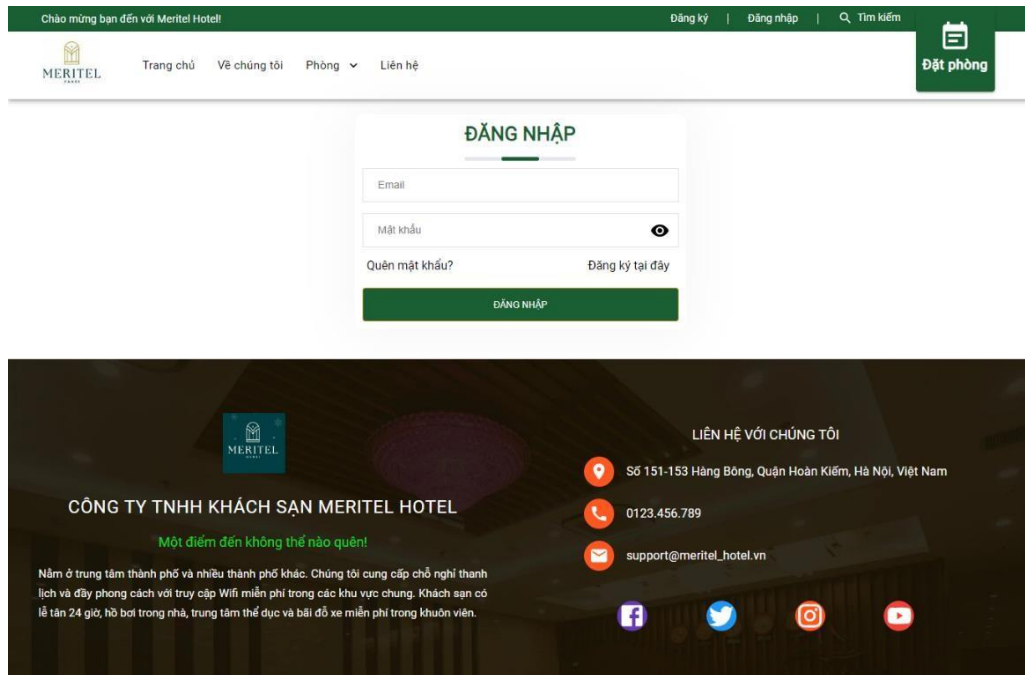 Chào mừng bạn đến với Meritel Hotel!
Đăng ký | Đăng nhập | Tìm kiếm
Đặt phòng
MERITEL
Trang chủ Về chúng tôi Phòng Liên hệ
ĐĂNG NHẬP
Email
Mật khẩu
Quên mật khẩu? Đăng ký tại đây
ĐĂNG NHẬP
MERITEL
CÔNG TY TNHH KHÁCH SẠN MERITEL HOTEL
Một điểm đến không thể nào quên!
Nằm ở trung tâm thành phố và nhiều thành phố khác. Chúng tôi cung cấp chỗ nghỉ thanh
lịch và đầy phong cách với truy cập Wifi miễn phí trong các khu vực chung. Khách sạn có
lễ tân 24 giờ, hồ bơi trong nhà, trung tâm thể dục và bãi đỗ xe miễn phí trong khuôn viên.
LIÊN HỆ VỚI CHÚNG TÔI
Số 151-153 Hàng Bông, Quận Hoàn Kiếm, Hà Nội, Việt Nam
0123.456.789
support@meritel_hotel.vn